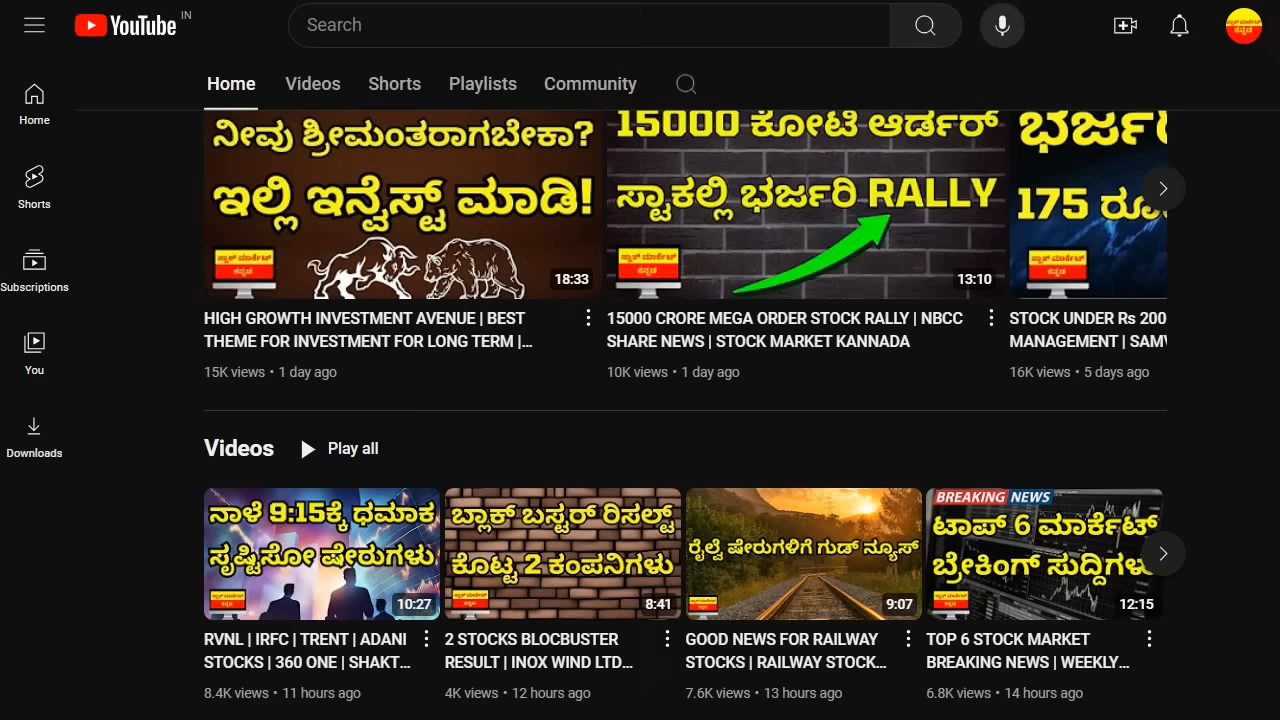 YouTube
IN
Search
Home
Videos
Shorts
Playlists
Community
Home
Shorts
Subscriptions
You
Downloads
ನೀವು ಶ್ರೀಮಂತರಾಗಬೇಕಾ?
ಇಲ್ಲಿ ಇನ್ವೆಸ್ಟ್ ಮಾಡಿ!
ಸ್ಟಾಕ್ ಮಾರ್ಕೆಟ್
ಕನ್ನಡ
18:33
15000 ಕೋಟಿ ಆರ್ಡರ್
ಸ್ಟಾಕಲ್ಲಿ ಭರ್ಜರಿ RALLY
ಸ್ಟಾಕ್ ಮಾರ್ಕೆಟ್
ಕನ್ನಡ
13:10
175
ಸ್ಟಾಕ್ ಮಾರ್ಕೆಟ್
ಕನ್ನಡ
HIGH GROWTH INVESTMENT AVENUE | BEST
THEME FOR INVESTMENT FOR LONG TERM |...
15K views • 1 day ago
15000 CRORE MEGA ORDER STOCK RALLY | NBCC
SHARE NEWS | STOCK MARKET KANNADA
10K views • 1 day ago
STOCK UNDER Rs 200
MANAGEMENT | SAMV
16K views • 5 days ago
Videos
Play all
ನಾಳೆ 9:15ಕ್ಕೆ ಧಮಾಕ
ಸೃಷ್ಟಿಸೋ ಷೇರುಗಳು
10:27
ಬ್ಲಾಕ್ ಬಸ್ಟರ್ ರಿಸಲ್ಟ್
ಕೊಟ್ಟ 2 ಕಂಪನಿಗಳು
8:41
ರೈಲ್ವೆ ಷೇರುಗಳಿಗೆ ಗುಡ್ ನ್ಯೂಸ್
9:07
BREAKING NEWS
ಟಾಪ್ 6 ಮಾರ್ಕೆಟ್
ಬ್ರೇಕಿಂಗ್ ಸುದ್ದಿಗಳು
12:15
RVNL | IRFC | TRENT | ADANI
STOCKS | 360 ONE | SHAKT...
8.4K views • 11 hours ago
2 STOCKS BLOCBUSTER
RESULT | INOX WIND LTD...
4K views • 12 hours ago
GOOD NEWS FOR RAILWAY
STOCKS | RAILWAY STOCK...
7.6K views • 13 hours ago
TOP 6 STOCK MARKET
BREAKING NEWS | WEEKLY...
6.8K views • 14 hours ago